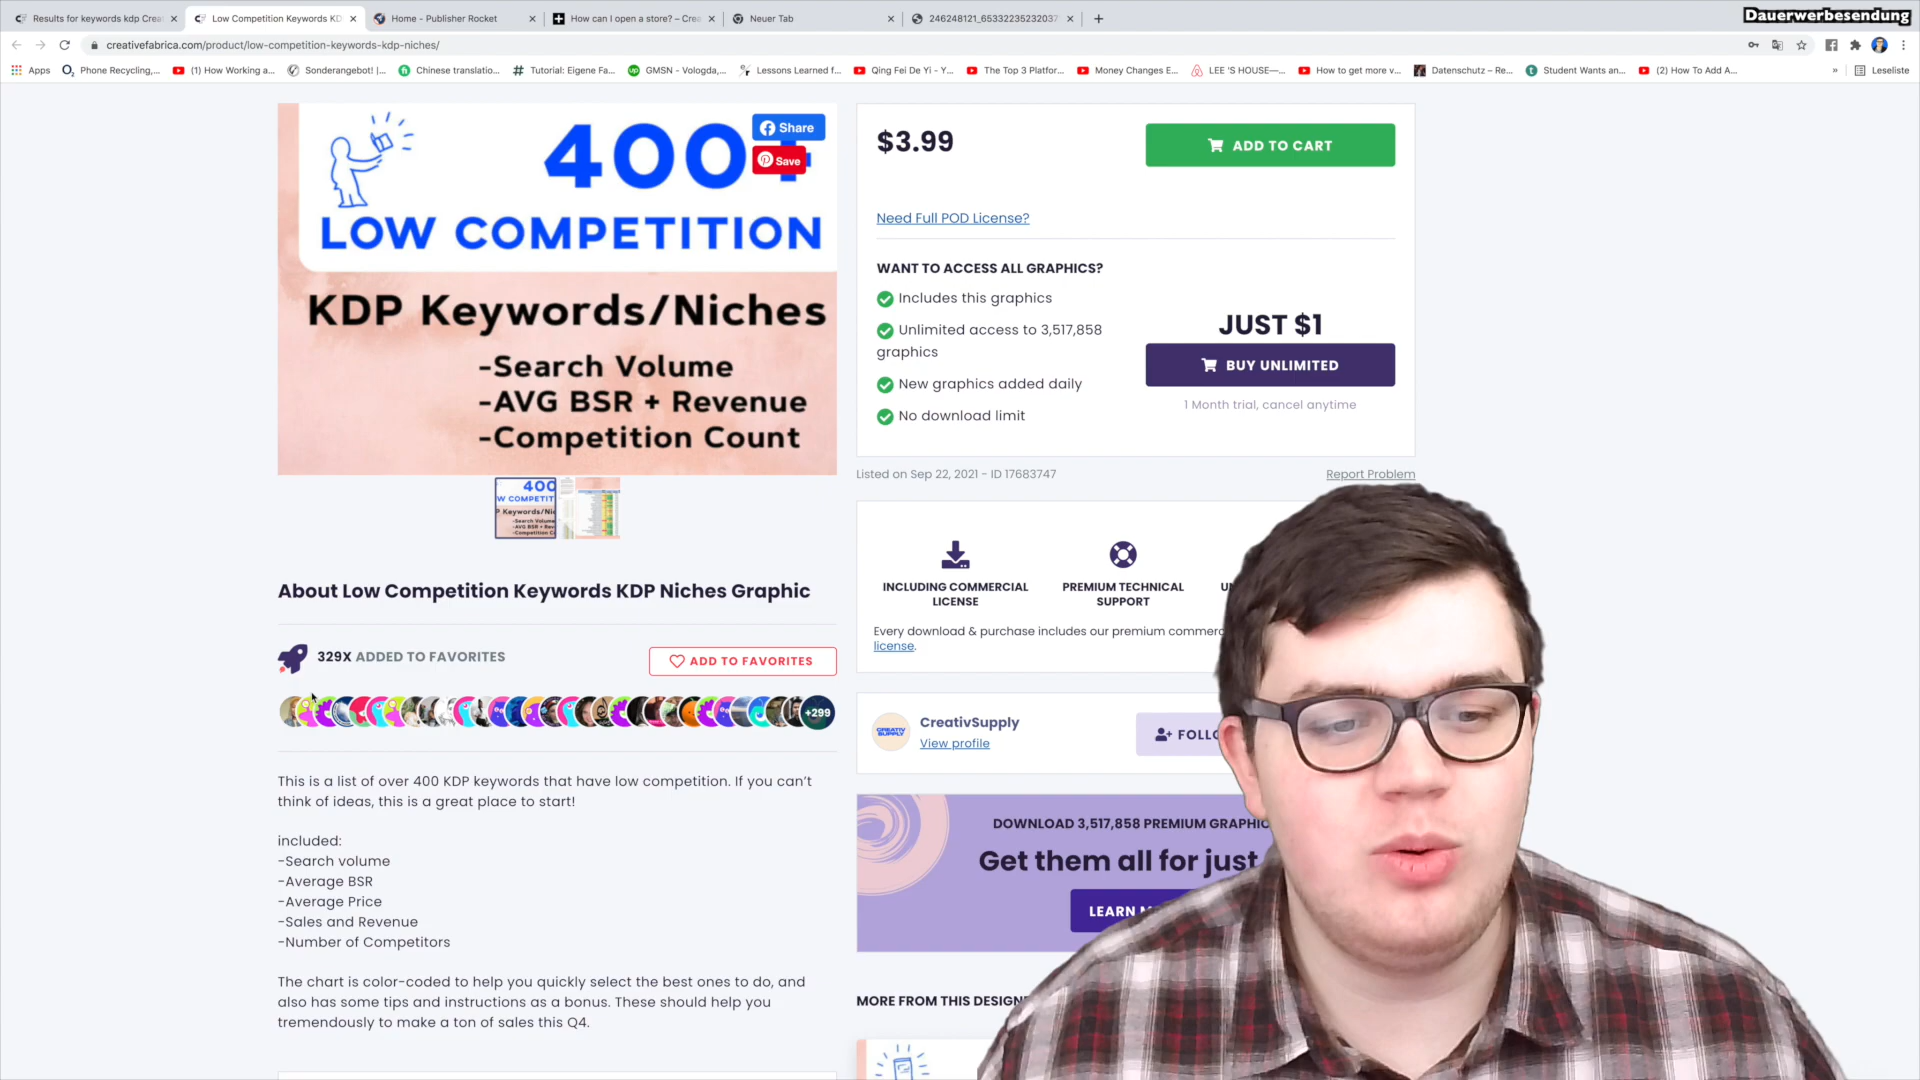 Results for keywords kdp Crea
Low Competition Keywords KD
Home - Publisher Rocket
How can I open a store? – Crea
Neuer Tab
246248121_65332235232037
Dauerwerbesendung
creativefabrica.com/product/low-competition-keywords-kdp-niches/
Apps
Phone Recycling,...
(1) How Working a...
Sonderangebot! |...
Chinese translatio...
Tutorial: Eigene Fa...
GMSN - Vologda,...
Lessons Learned f...
Qing Fei De Yi - Y...
The Top 3 Platfor...
Money Changes E...
LEE 'S HOUSE—...
How to get more v...
Datenschutz – Re...
Student Wants an...
(2) How To Add A...
»
Leseliste
400+
Share
Save
LOW COMPETITION
KDP Keywords/Niches
-Search Volume
-AVG BSR + Revenue
-Competition Count
$3.99
ADD TO CART
Need Full POD License?
WANT TO ACCESS ALL GRAPHICS?
Includes this graphics
Unlimited access to 3,517,858
graphics
New graphics added daily
No download limit
JUST $1
BUY UNLIMITED
1 Month trial, cancel anytime
Listed on Sep 22, 2021 - ID 17683747
Report Problem
400
W COMPETIT
P Keywords/Ni
About Low Competition Keywords KDP Niches Graphic
329X ADDED TO FAVORITES
ADD TO FAVORITES
+299
This is a list of over 400 KDP keywords that have low competition. If you can't
think of ideas, this is a great place to start!
included:
-Search volume
-Average BSR
-Average Price
-Sales and Revenue
-Number of Competitors
The chart is color-coded to help you quickly select the best ones to do, and
also has some tips and instructions as a bonus. These should help you
tremendously to make a ton of sales this Q4.
INCLUDING COMMERCIAL
LICENSE
PREMIUM TECHNICAL
SUPPORT
Every download & purchase includes our premium commerc
license.
CREATIV
SUPPLY
CreativSupply
View profile
FOLLO
DOWNLOAD 3,517,858 PREMIUM GRAPHIC
Get them all for just
LEARN M
MORE FROM THIS DESIGNE